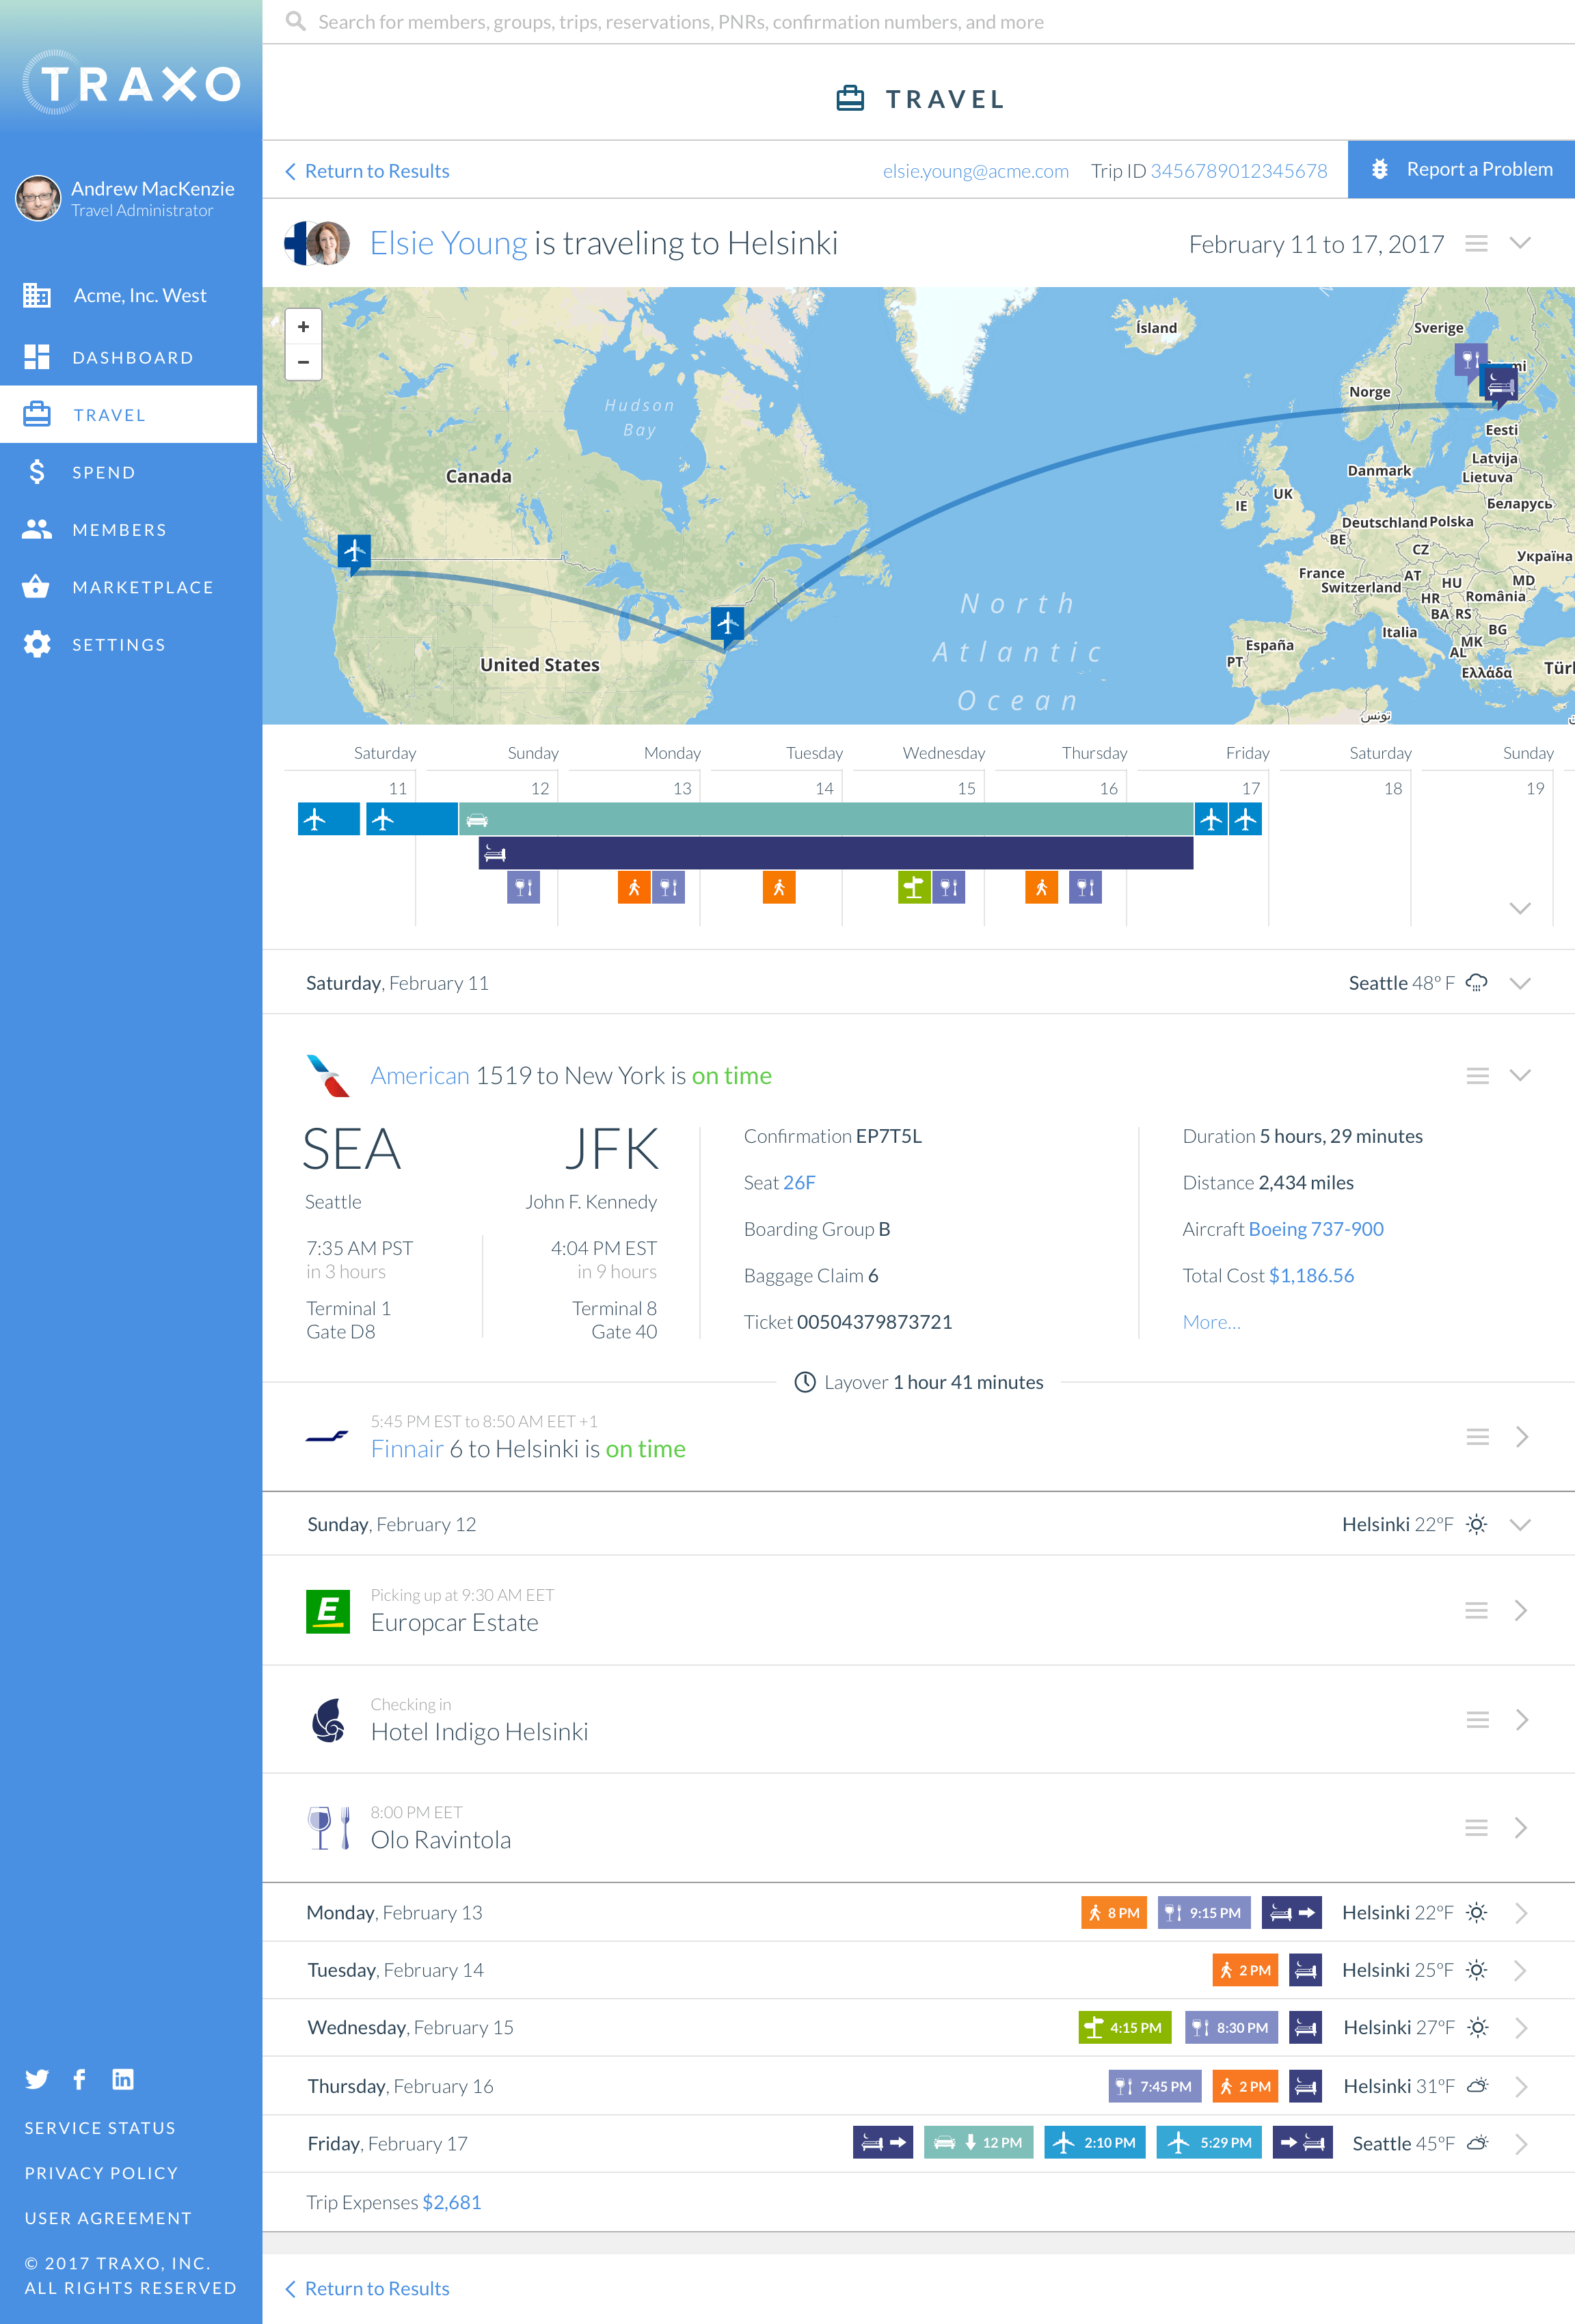 TRAXO
Andrew MacKenzie
Travel Administrator
Acme, Inc. West
DASHBOARD
TRAVEL
SPEND
MEMBERS
MARKETPLACE
SETTINGS
SERVICE STATUS
PRIVACY POLICY
USER AGREEMENT
© 2017 TRAXO, INC.
ALL RIGHTS RESERVED
Search for members, groups, trips, reservations, PNRs, confirmation numbers, and more
TRAVEL
Return to Results
elsie.young@acme.com
Trip ID 3456789012345678
Report a Problem
Elsie Young is traveling to Helsinki
February 11 to 17, 2017
+
−
Hudson
Bay
Canada
United States
North
Atlantic
Ocean
Ísland
Sverige
Norge
Eesti
Latvija
Lietuva
Danmark
UK
IE
Беларусь
Deutschland
Polska
BE
CZ
Україна
France
AT
HU
MD
Switzerland
HR
România
BA
RS
Italia
BG
España
MK
AL
PT
Ελλάδα
Tür
تونس
Saturday
Sunday
Monday
Tuesday
Wednesday
Thursday
Friday
Saturday
Sunday
11
12
13
14
15
16
17
18
19
Saturday, February 11
Seattle 48° F
American 1519 to New York is on time
SEA
Seattle
7:35 AM PST
in 3 hours
Terminal 1
Gate D8
JFK
John F. Kennedy
4:04 PM EST
in 9 hours
Terminal 8
Gate 40
Confirmation EP7T5L
Seat 26F
Boarding Group B
Baggage Claim 6
Ticket 00504379873721
Duration 5 hours, 29 minutes
Distance 2,434 miles
Aircraft Boeing 737-900
Total Cost $1,186.56
More...
Layover 1 hour 41 minutes
5:45 PM EST to 8:50 AM EET +1
Finnair 6 to Helsinki is on time
Sunday, February 12
Helsinki 22°F
E
Picking up at 9:30 AM EET
Europcar Estate
Checking in
Hotel Indigo Helsinki
8:00 PM EET
Olo Ravintola
Monday, February 13
8 PM
9:15 PM
Helsinki 22°F
Tuesday, February 14
2 PM
Helsinki 25°F
Wednesday, February 15
4:15 PM
8:30 PM
Helsinki 27°F
Thursday, February 16
7:45 PM
2 PM
Helsinki 31°F
Friday, February 17
12 PM
2:10 PM
5:29 PM
Seattle 45°F
Trip Expenses $2,681
Return to Results